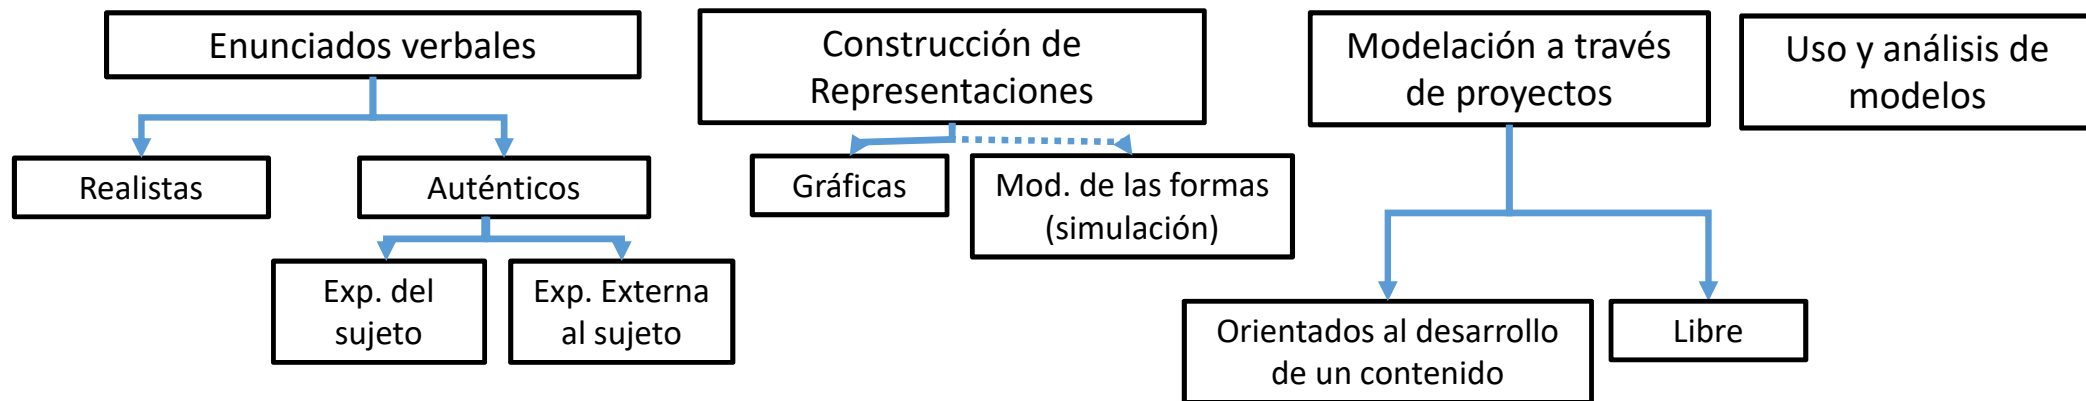 Enunciados verbales
Construcción de
Representaciones
Modelación a través
de proyectos
Uso y análisis de
modelos
Realistas
Auténticos
Gráficas
Mod. de las formas
(simulación)
Exp. del
sujeto
Exp. Externa
al sujeto
Orientados al desarrollo
de un contenido
Libre